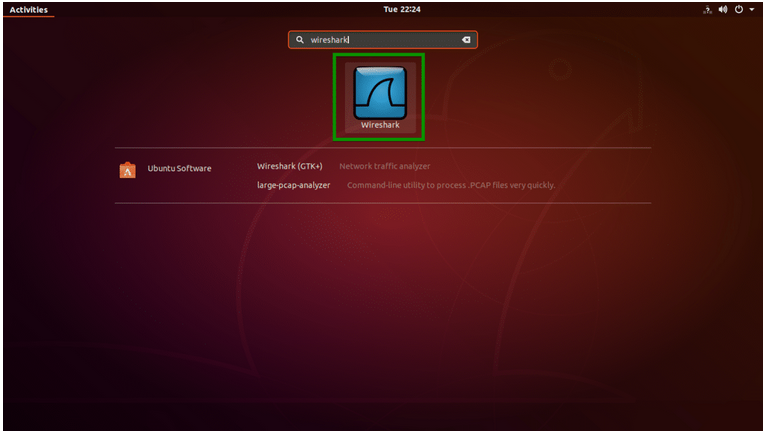 Activities
Tue 22:24
wireshark
Wireshark
Ubuntu Software
Wireshark (GTK+) Network traffic analyzer
large-pcap-analyzer Command-line utility to process .PCAP files very quickly.